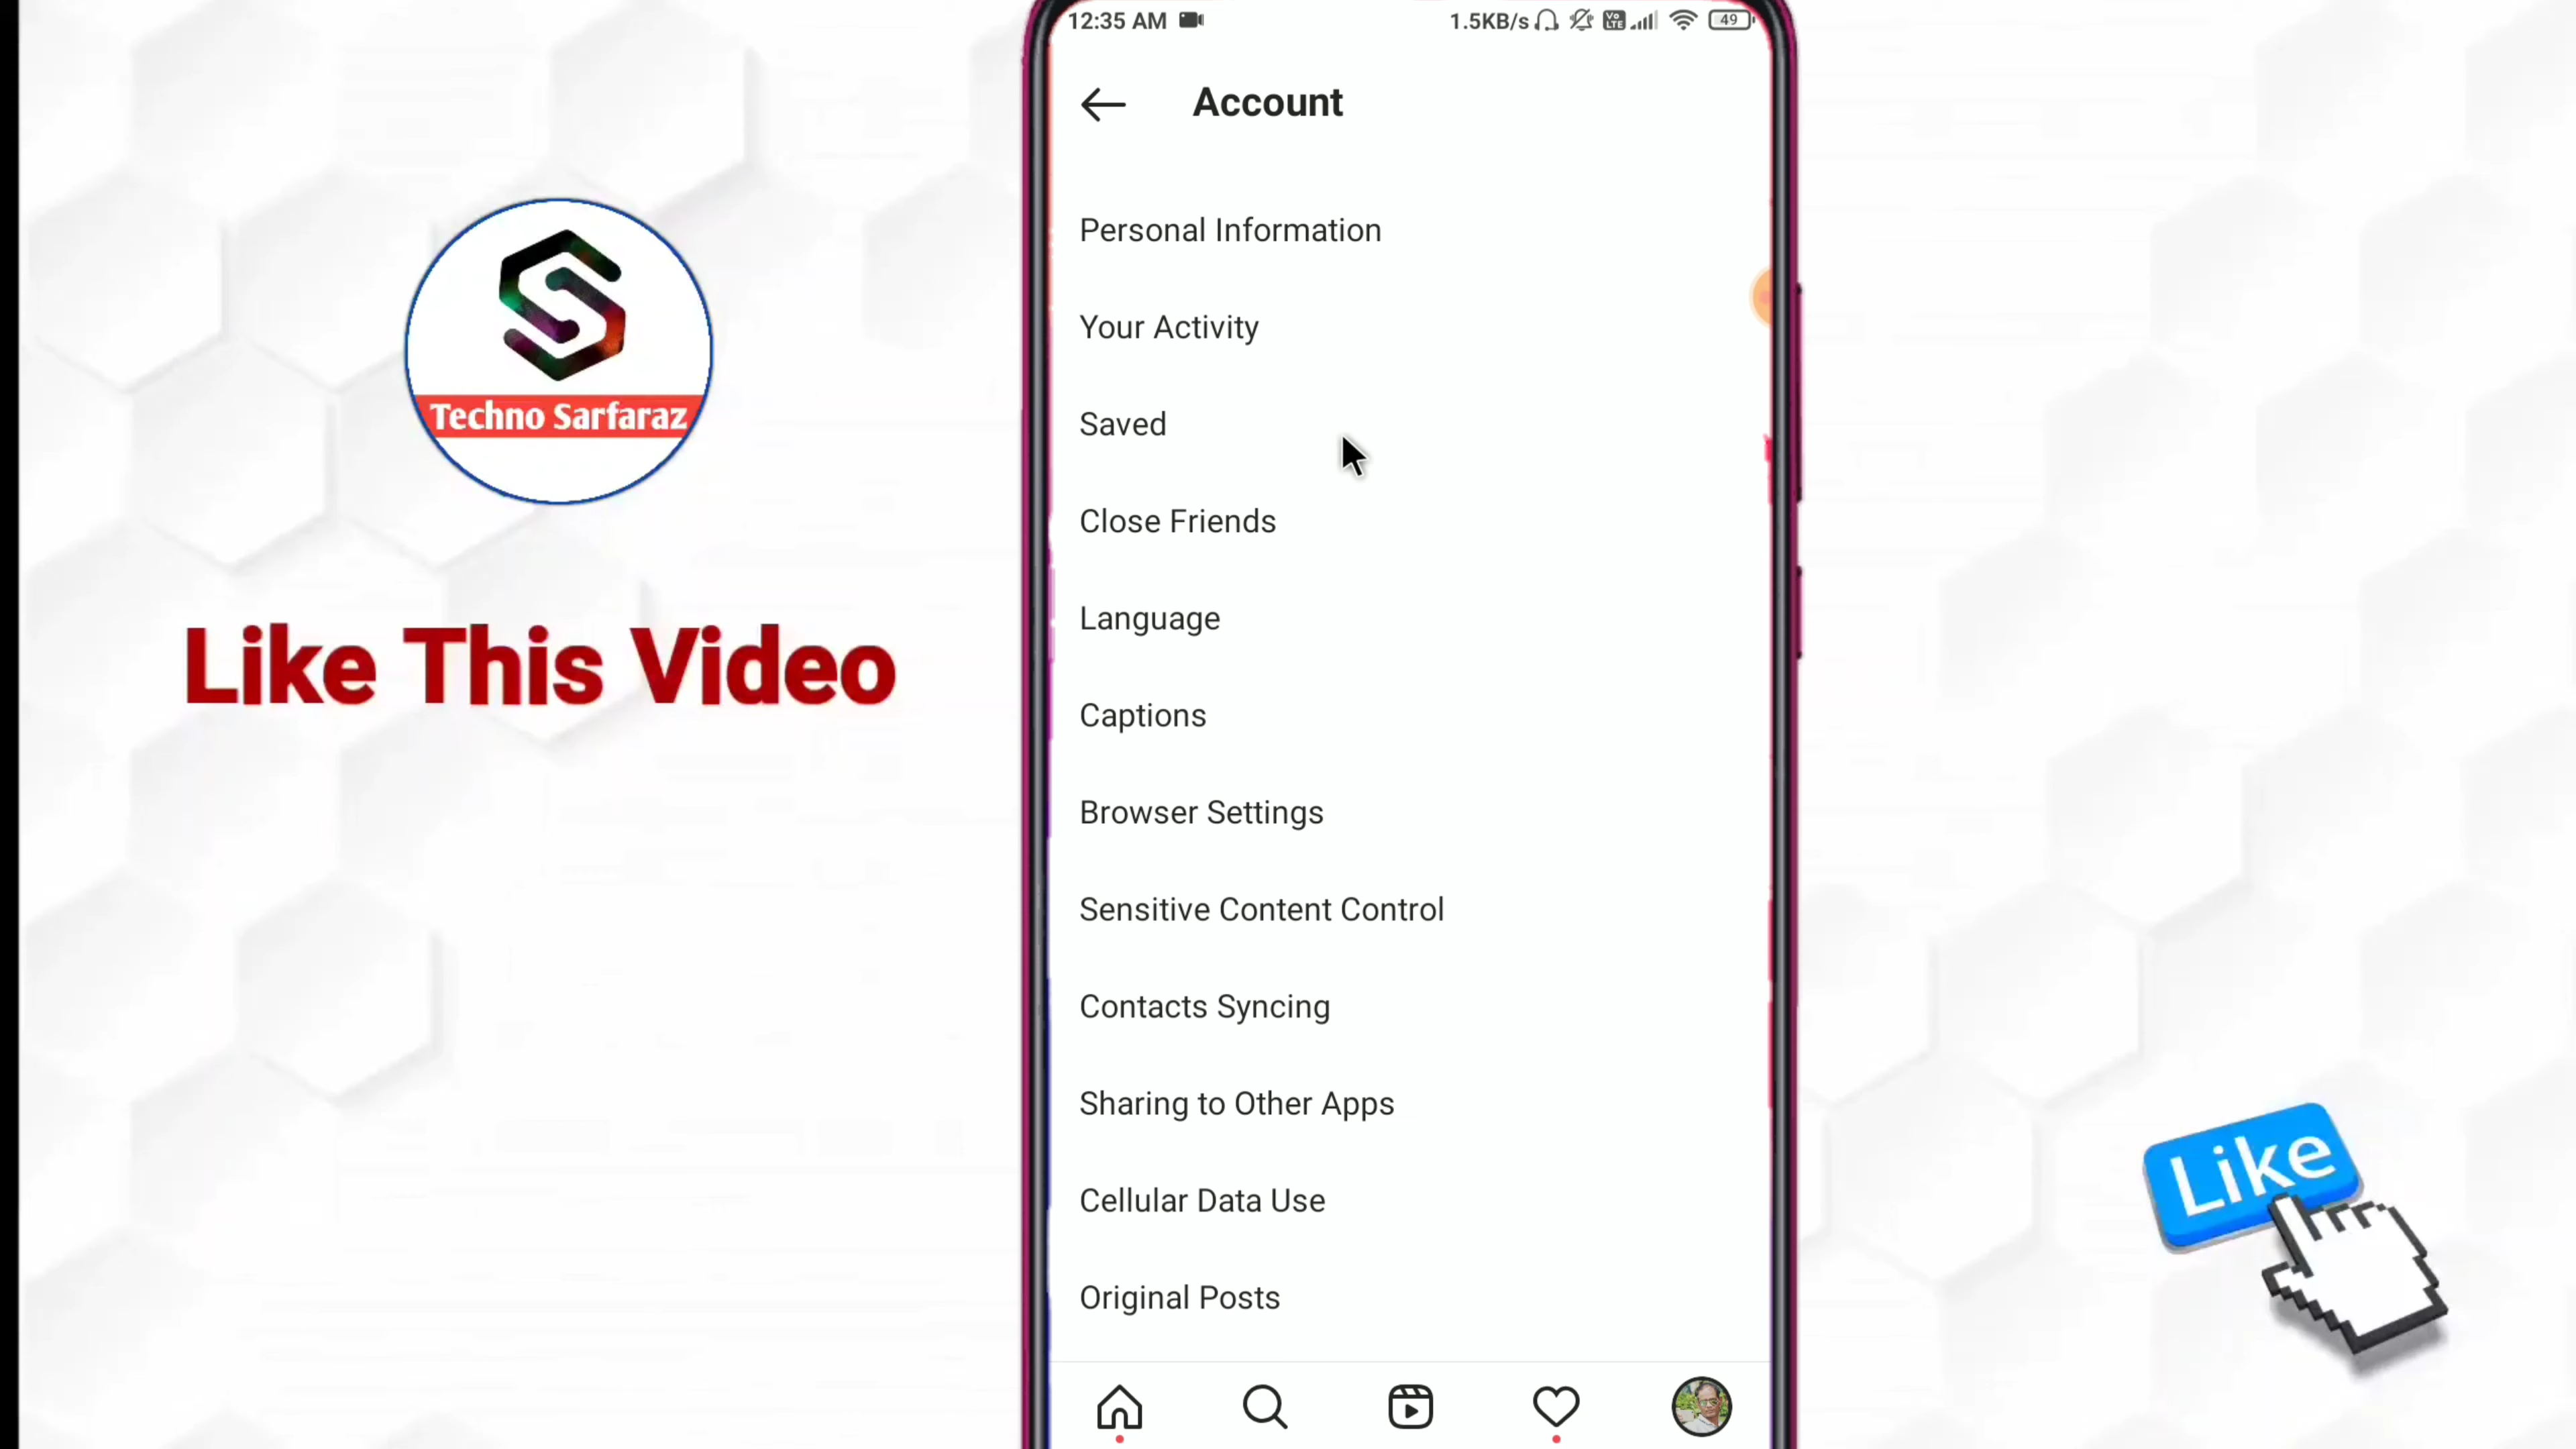 12:35 AM
1.5KB/s
Vo
LTE
49
Account
Personal Information
Your Activity
Saved
Close Friends
Language
Captions
Browser Settings
Sensitive Content Control
Contacts Syncing
Sharing to Other Apps
Cellular Data Use
Original Posts
Techno Sarfaraz
Like This Video
Like